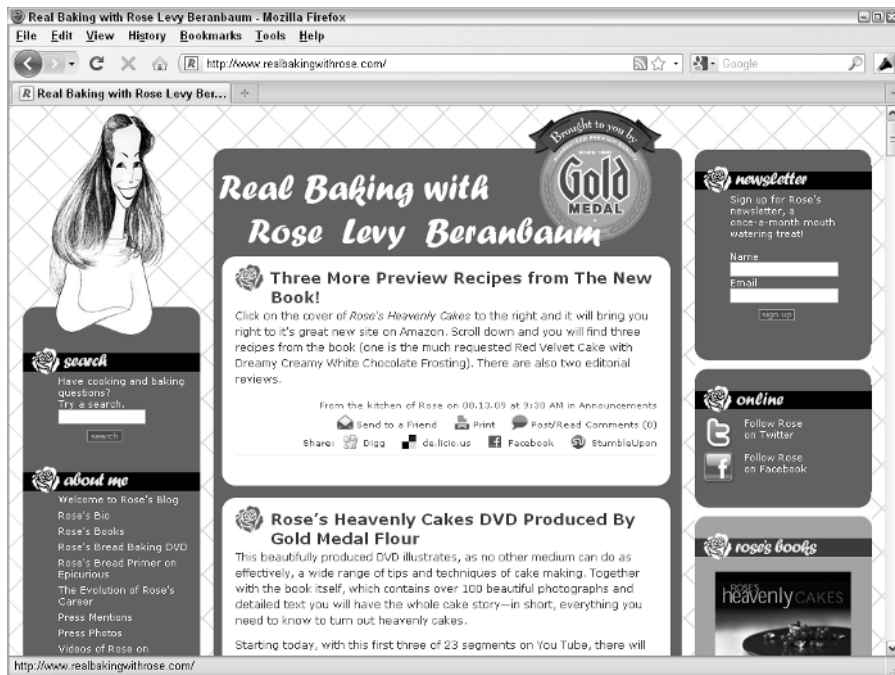 Real Baking with Rose Levy Beranbaum - Mozilla Firefox
File Edit View History Bookmarks Tools Help
http://www.realbakingwithrose.com/
Google
Real Baking with Rose Levy Ber...
Brought to you by
GUARANTEED PREMIUM QUALITY
SINCE 1880
Gold
MEDAL
Real Baking with
Rose Levy Beranbaum
search
Have cooking and baking
questions?
Try a search.
search
about me
Welcome to Rose's Blog
Rose's Bio
Rose's Books
Rose's Bread Baking DVD
Rose's Bread Primer on
Epicurious
The Evolution of Rose's
Career
Press Mentions
Press Photos
Videos of Rose on
Three More Preview Recipes from The New
Book!
Click on the cover of Rose's Heavenly Cakes to the right and it will bring you
right to it's great new site on Amazon. Scroll down and you will find three
recipes from the book (one is the much requested Red Velvet Cake with
Dreamy Creamy White Chocolate Frosting). There are also two editorial
reviews.
From the kitchen of Rose on 08.13.09 at 9:30 AM in Announcements
Send to a Friend Print Post/Read Comments (0)
Share: Digg de.licio.us Facebook StumbleUpon
Rose's Heavenly Cakes DVD Produced By
Gold Medal Flour
This beautifully produced DVD illustrates, as no other medium can do as
effectively, a wide range of tips and techniques of cake making. Together
with the book itself, which contains over 100 beautiful photographs and
detailed text you will have the whole cake story—in short, everything you
need to know to turn out heavenly cakes.
Starting today, with this first three of 23 segments on You Tube, there will
newsletter
Sign up for Rose's
newsletter, a
once-a-month mouth
watering treat!
Name
Email
sign up
online
Follow Rose
on Twitter
Follow Rose
on Facebook
rose's books
ROSE'S
heavenly CAKES
http://www.realbakingwithrose.com/